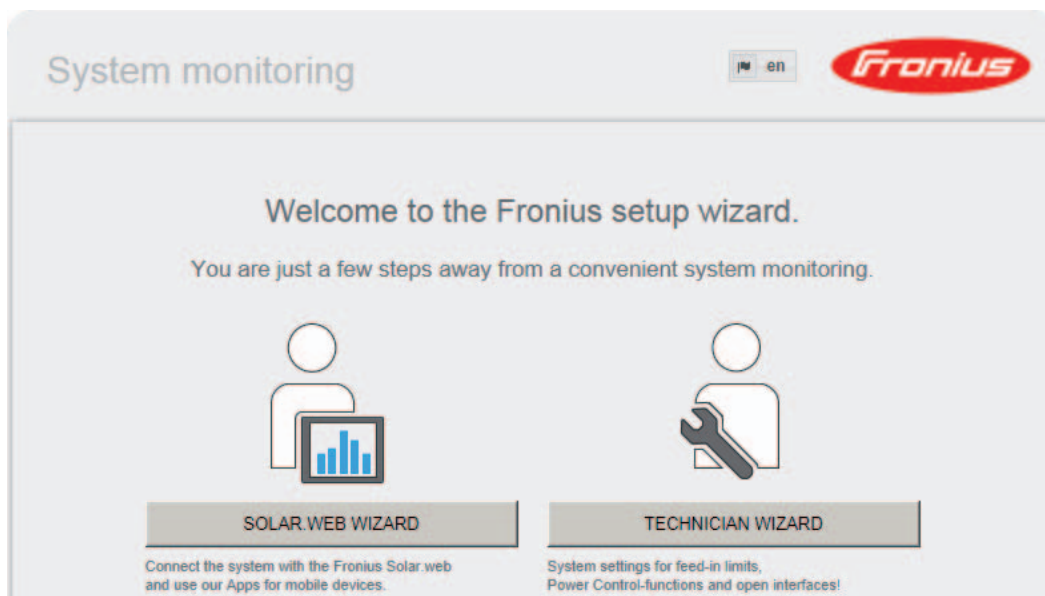 System monitoring
en
Fronius
Welcome to the Fronius setup wizard.
You are just a few steps away from a convenient system monitoring.
SOLAR.WEB WIZARD
TECHNICIAN WIZARD
Connect the system with the Fronius Solar.web
and use our Apps for mobile devices.
System settings for feed-in limits,
Power Control-functions and open interfaces!